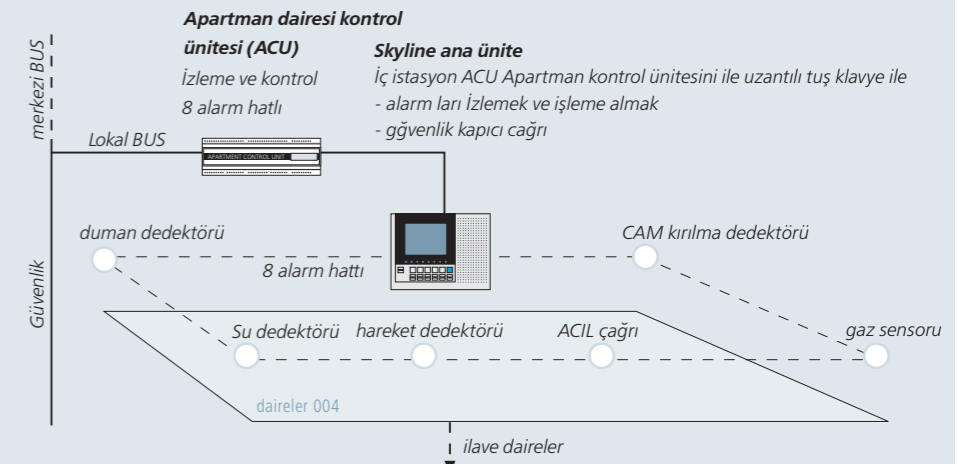 Apartman dairesi kontrol
ünitesi (ACU)
İzleme ve kontrol
8 alarm hatlı
Skyline ana ünite
İç istasyon ACU Apartman kontrol ünitesini ile uzantılı tuş klavye ile
- alarm ları İzlemek ve işleme almak
- gğvenlik kapıcı cağrı
merkezi BUS
Lokal BUS
APARTMENT CONTROL UNIT
Güvenlik
duman dedektörü
8 alarm hattı
CAM kırılma dedektörü
Su dedektörü
hareket dedektörü
ACIL çağrı
gaz sensoru
daireler 004
ilave daireler